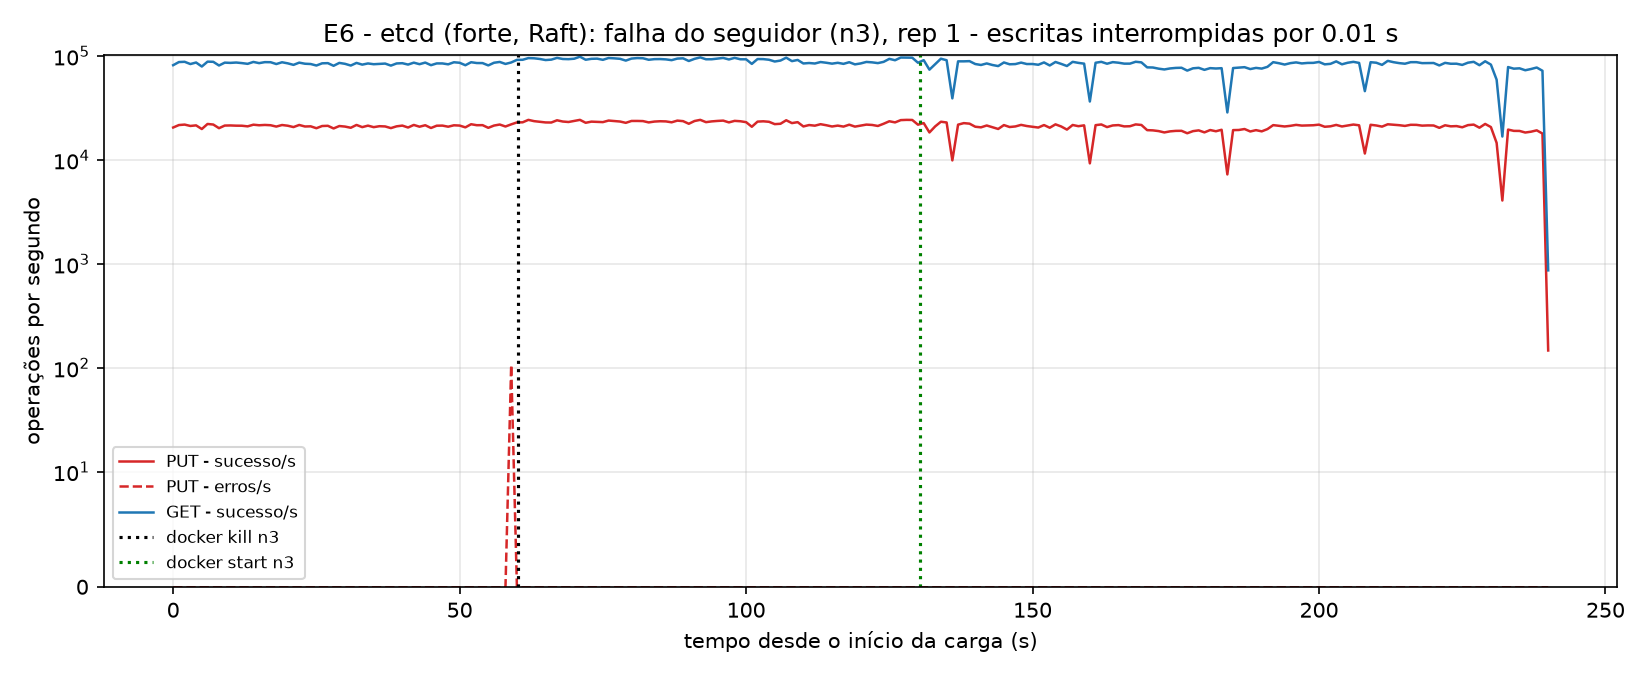 E6 - etcd (forte, Raft): falha do seguidor (n3), rep 1 - escritas interrompidas por 0.01 s
operações por segundo
10^5
10^4
10^3
10^2
10^1
0
PUT - sucesso/s
PUT - erros/s
GET - sucesso/s
docker kill n3
docker start n3
0 50 100 150 200 250
tempo desde o início da carga (s)